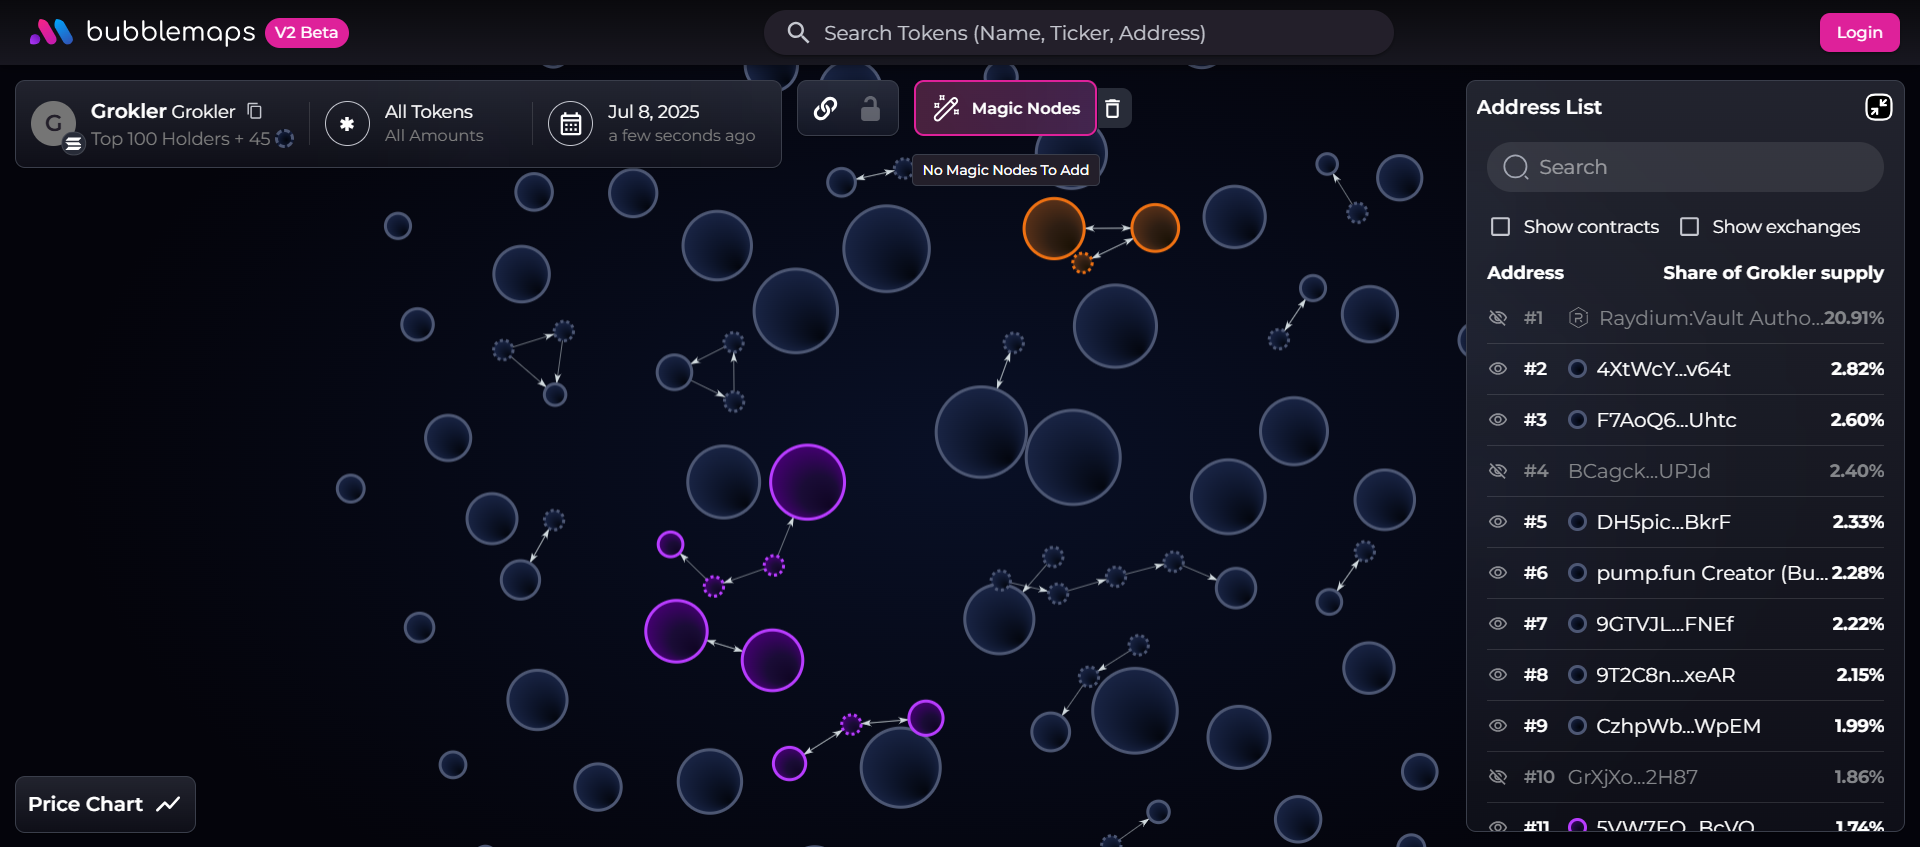 bubblemaps V2 Beta
Search Tokens (Name, Ticker, Address)
Login
G
Grokler Grokler
Top 100 Holders + 45
All Tokens
All Amounts
Jul 8, 2025
a few seconds ago
Magic Nodes
No Magic Nodes To Add
Address List
Search
Show contracts
Show exchanges
Address Share of Grokler supply
#1 Raydium:Vault Autho... 20.91%
#2 4XtWcY...v64t 2.82%
#3 F7AoQ6...Uhtc 2.60%
#4 BCagck...UPJd 2.40%
#5 DH5pic...BkrF 2.33%
#6 pump.fun Creator (Bu... 2.28%
#7 9GTVJL...FNEf 2.22%
#8 9T2C8n...xeAR 2.15%
#9 CzhpWb...WpEM 1.99%
#10 GrXjXo...2H87 1.86%
#11 1.74%
Price Chart